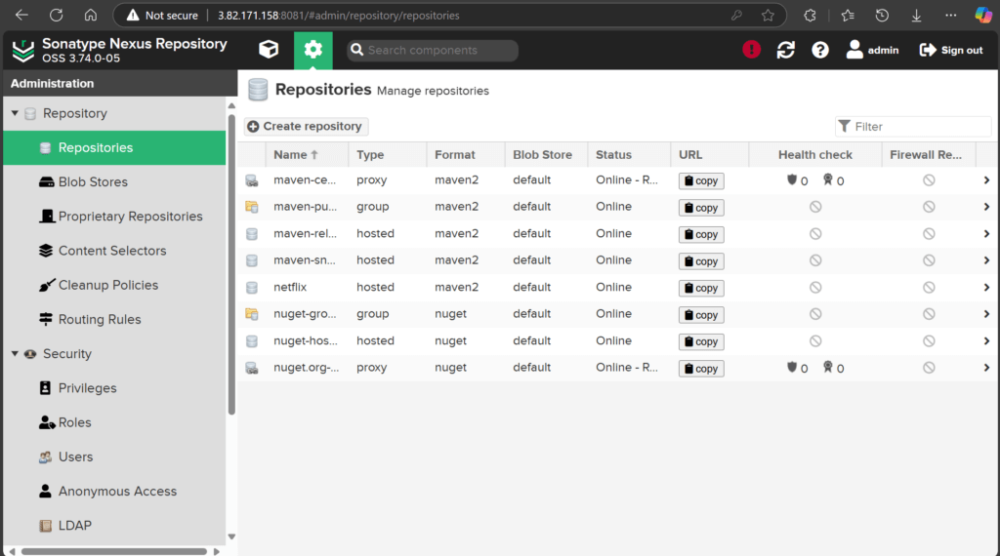 Not secure 3.82.171.158:8081/#admin/repository/repositories
Sonatype Nexus Repository
OSS 3.74.0-05
Search components
admin
Sign out
Administration
Repository
Repositories
Blob Stores
Proprietary Repositories
Content Selectors
Cleanup Policies
Routing Rules
Security
Privileges
Roles
Users
Anonymous Access
LDAP
Repositories Manage repositories
Create repository
Filter
Name Type Format Blob Store Status URL Health check Firewall Re...
maven-ce... proxy maven2 default Online - R... copy 0 0
maven-pu... group maven2 default Online copy
maven-rel... hosted maven2 default Online copy
maven-sn... hosted maven2 default Online copy
netflix hosted maven2 default Online copy
nuget-gro... group nuget default Online copy
nuget-hos... hosted nuget default Online copy
nuget.org-... proxy nuget default Online - R... copy 0 0